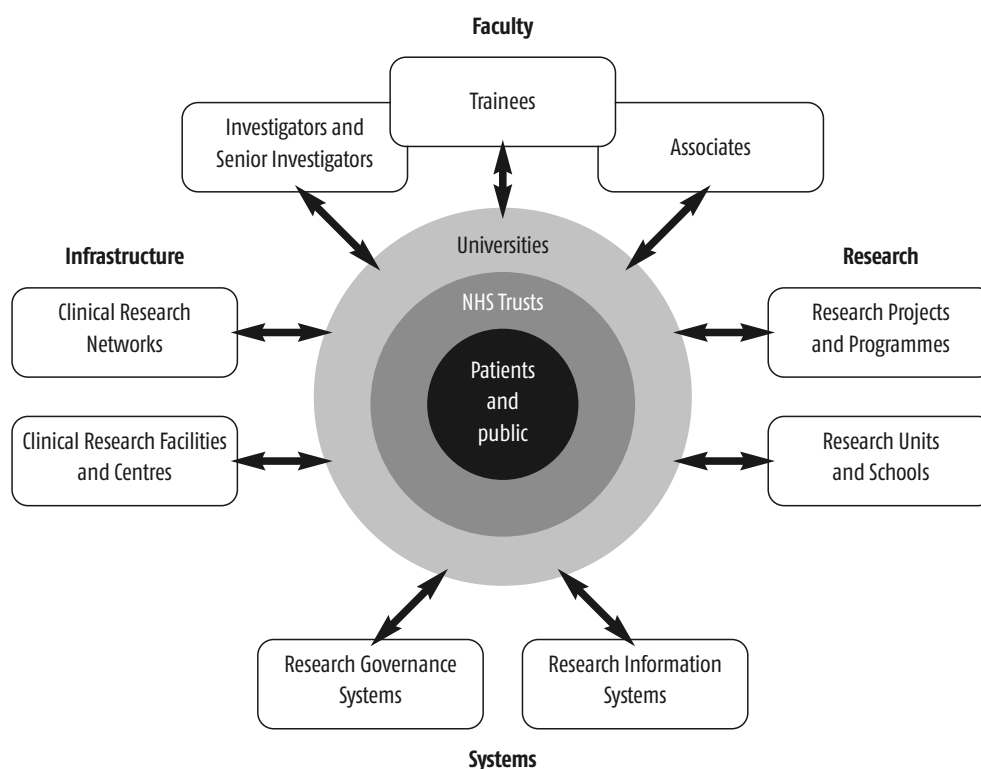 Faculty
Trainees
Investigators and
Senior Investigators
Associates
Universities
Infrastructure
Research
NHS Trusts
Clinical Research
Networks
Research Projects
and Programmes
Patients
and
public
Clinical Research Facilities
and Centres
Research Units
and Schools
Research Governance
Systems
Research Information
Systems
Systems